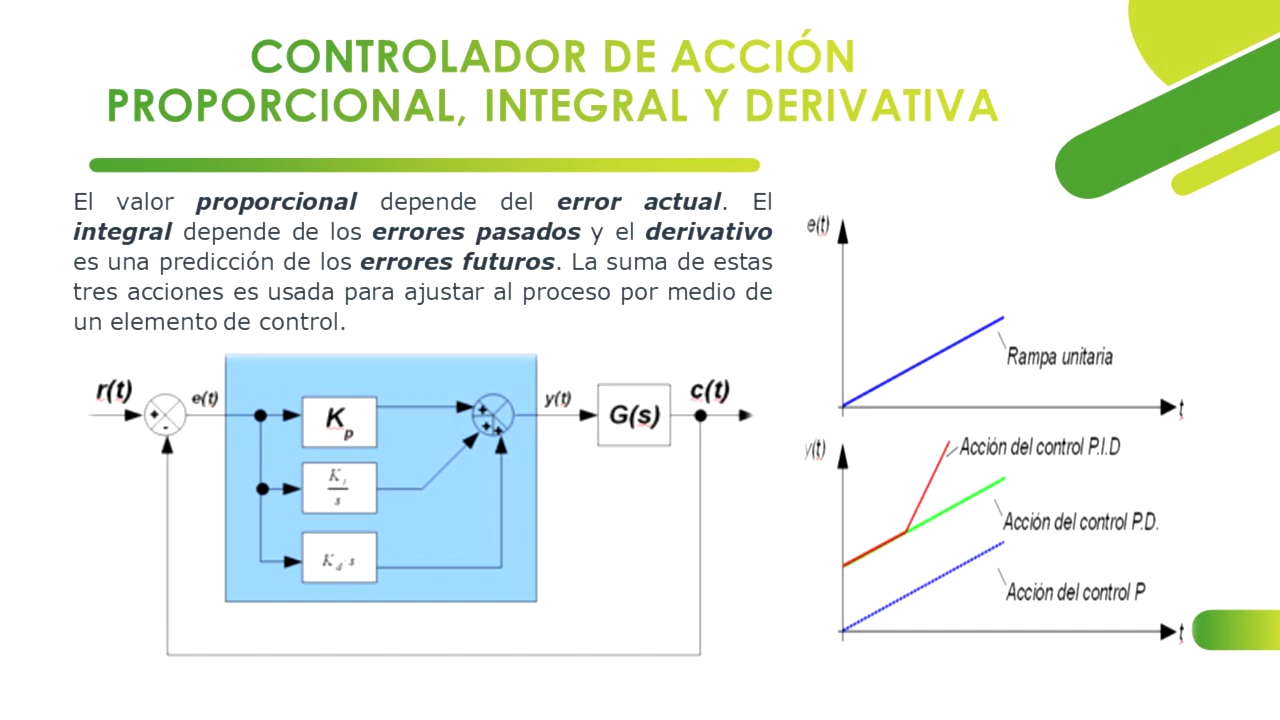 CONTROLADOR DE ACCIÓN
PROPORCIONAL, INTEGRAL Y DERIVATIVA
El valor proporcional depende del error actual. El
integral depende de los errores pasados y el derivativo
es una predicción de los errores futuros. La suma de estas
tres acciones es usada para ajustar al proceso por medio de
un elemento de control.
r(t)
+
-
e(t)
K p
K i
s
K d s
+
+
+
y(t)
G(s)
c(t)
e(t)
Rampa unitaria
t
y(t)
Acción del control P.I.D
Acción del control P.D.
Acción del control P
t